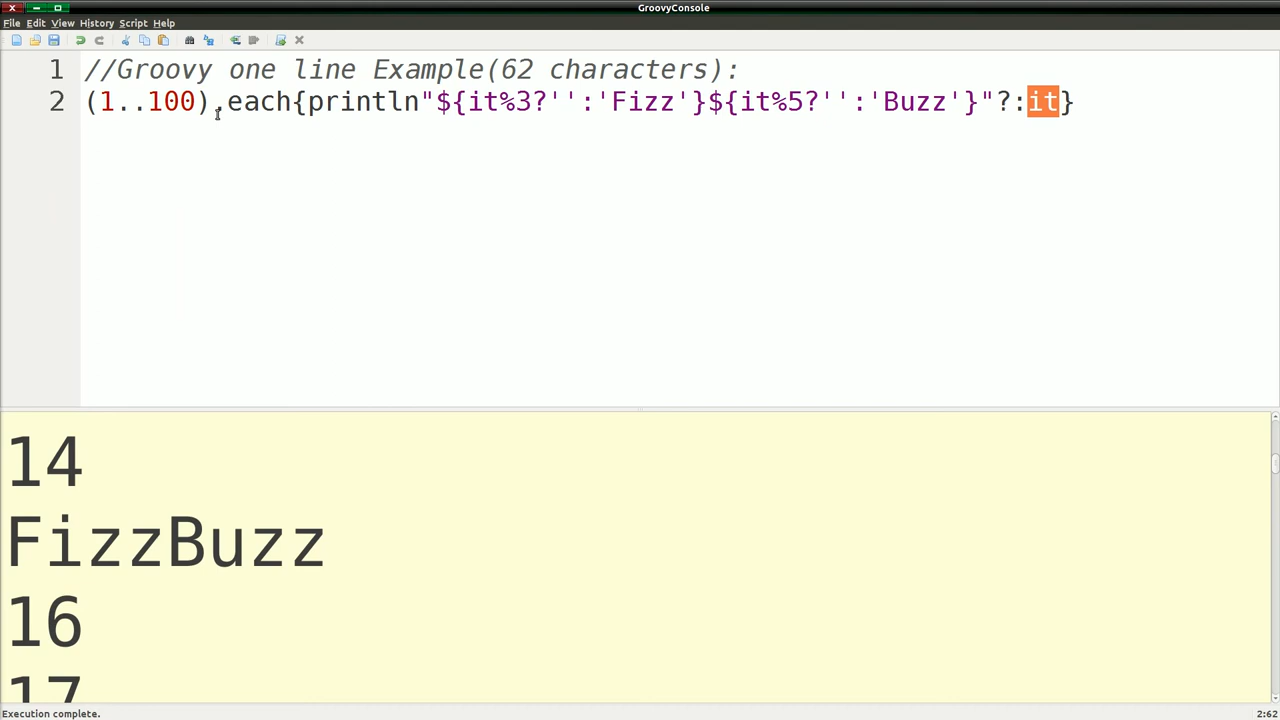 GroovyConsole
File Edit View History Script Help
1 //Groovy one line Example(62 characters):
2 (1..100).each{println"${it%3?'':'Fizz'}${it%5?'':'Buzz'}"?:it}
14
FizzBuzz
16
17
Execution complete. 2:62